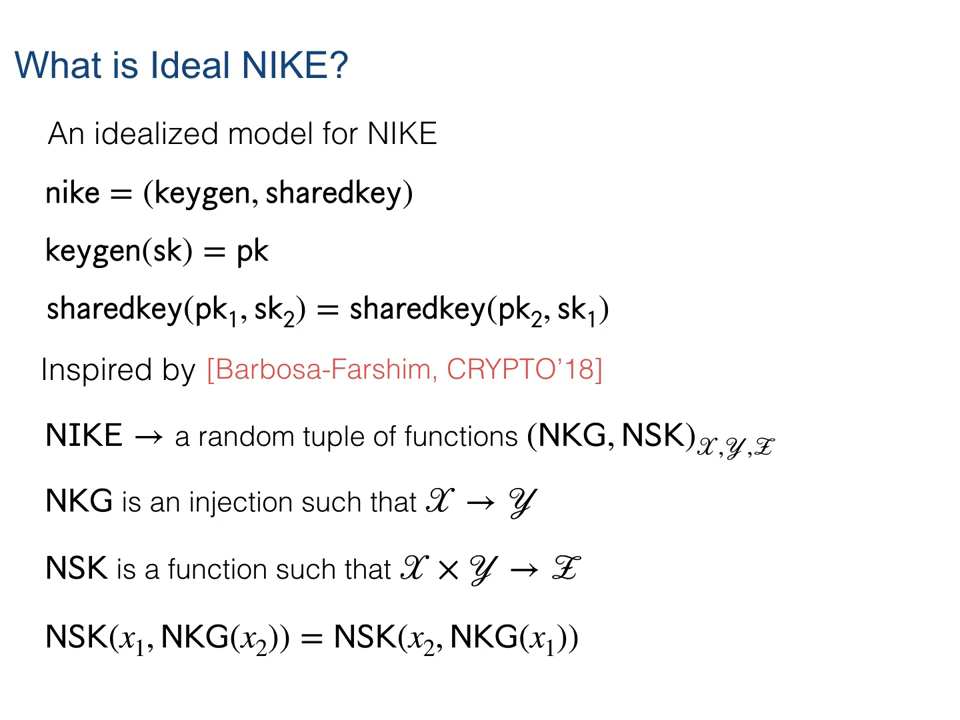 What is Ideal NIKE?
An idealized model for NIKE
nike = (keygen, sharedkey)
keygen(sk) = pk
sharedkey(pk₁, sk₂) = sharedkey(pk₂, sk₁)
Inspired by [Barbosa-Farshim, CRYPTO’18]
NIKE → a random tuple of functions (NKG, NSK)𝒳,𝒴,𝒵
NKG is an injection such that 𝒳 → 𝒴
NSK is a function such that 𝒳 × 𝒴 → 𝒵
NSK(x₁, NKG(x₂)) = NSK(x₂, NKG(x₁))